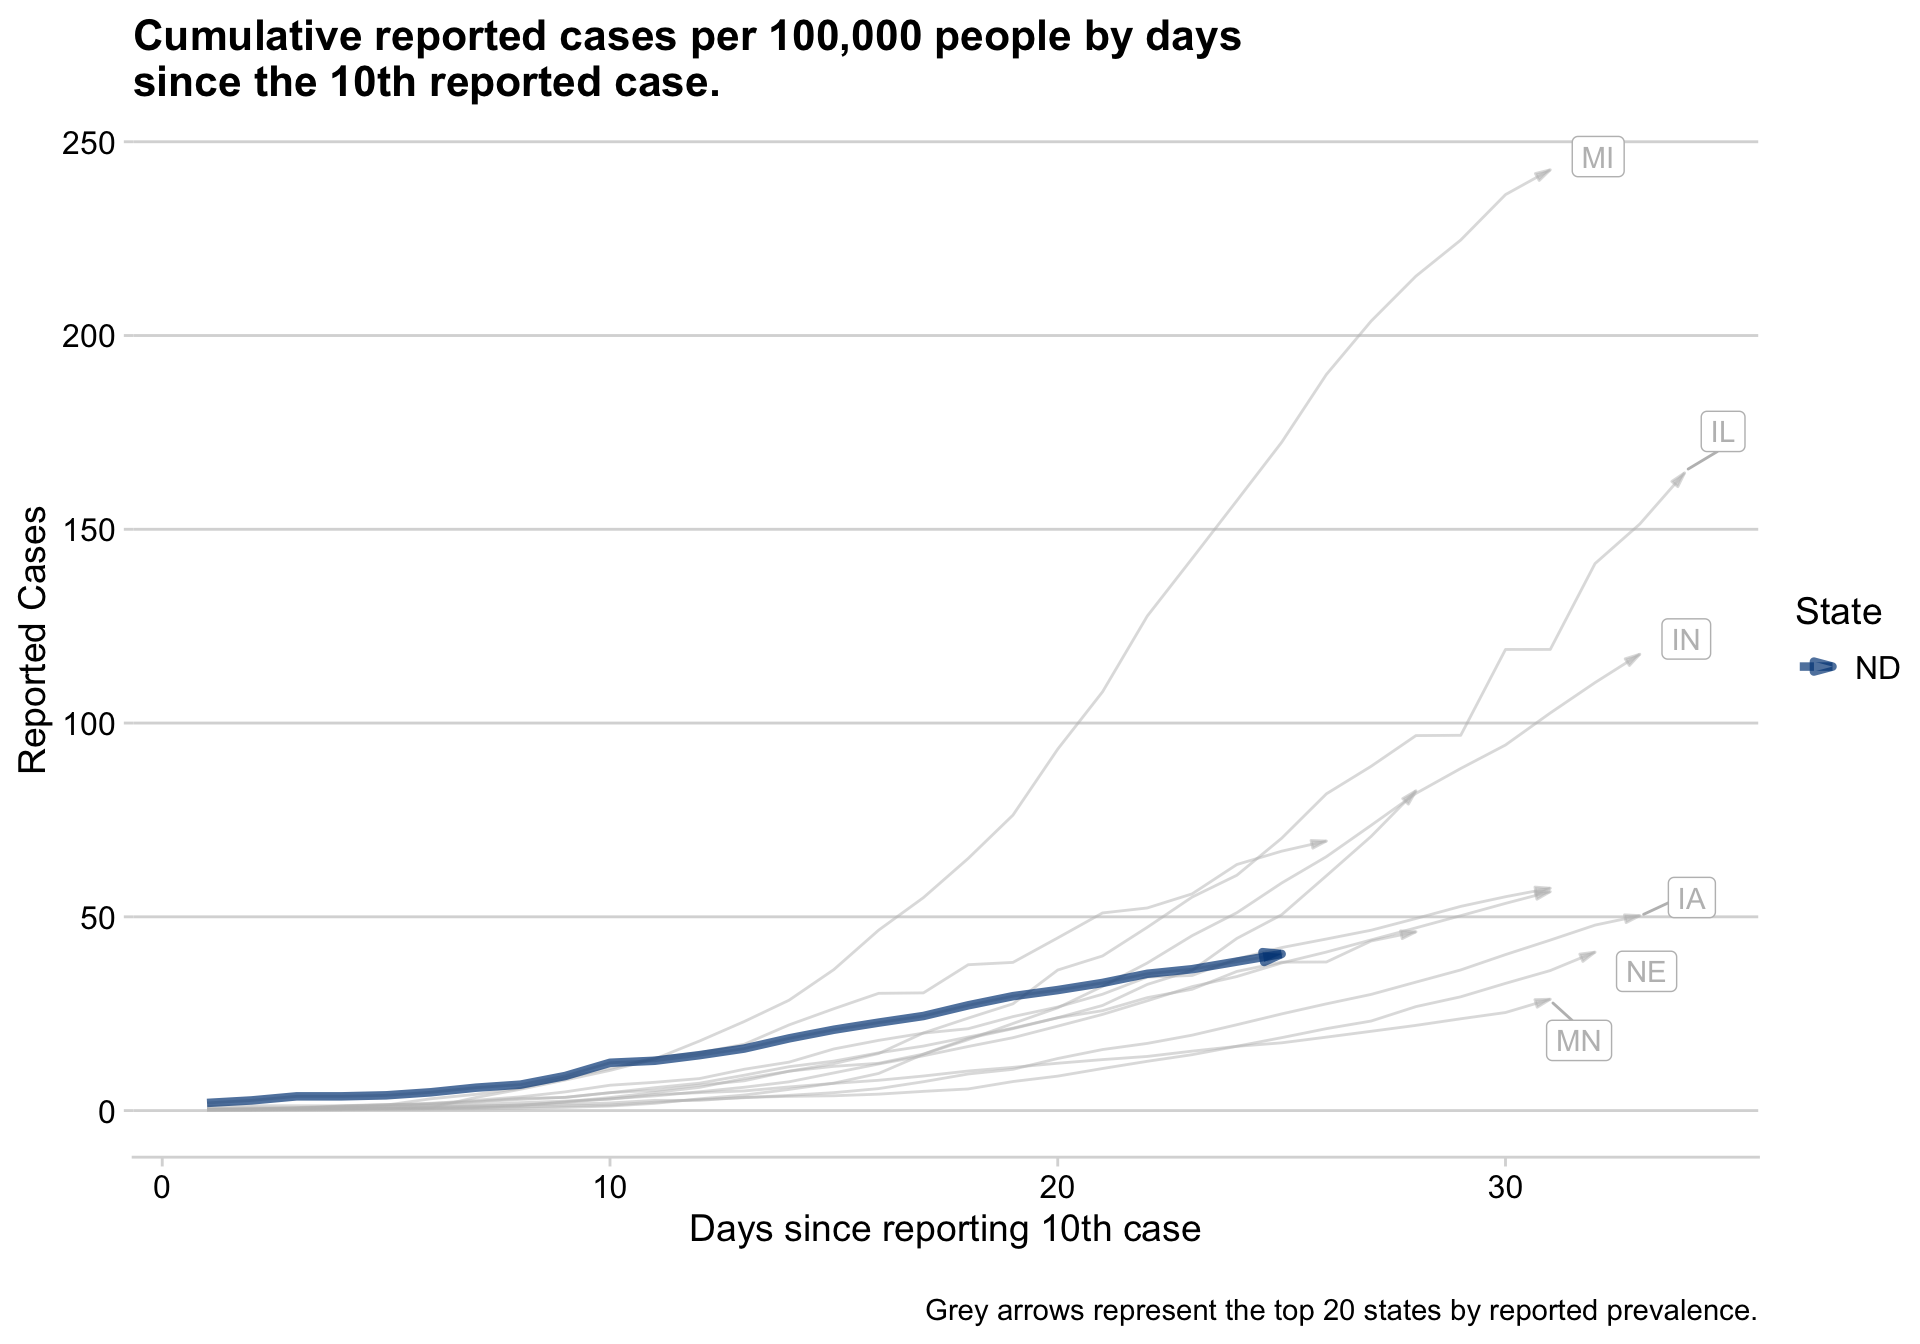 Cumulative reported cases per 100,000 people by days
since the 10th reported case.
250
200
150
100
50
0
Reported Cases
MI
IL
IN
IA
NE
MN
State
ND
0 10 20 30
Days since reporting 10th case
Grey arrows represent the top 20 states by reported prevalence.